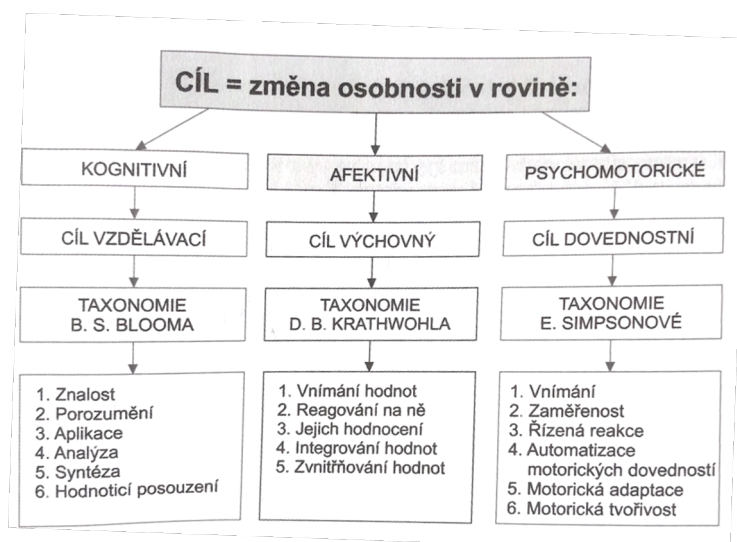 CÍL = změna osobnosti v rovině:
KOGNITIVNÍ
CÍL VZDĚLÁVACÍ
TAXONOMIE
B. S. BLOOMA
1. Znalost
2. Porozumění
3. Aplikace
4. Analýza
5. Syntéza
6. Hodnoticí posouzení
AFEKTIVNÍ
CÍL VÝCHOVNÝ
TAXONOMIE
D. B. KRATHWOHLA
1. Vnímání hodnot
2. Reagování na ně
3. Jejich hodnocení
4. Integrování hodnot
5. Zvnitřňování hodnot
PSYCHOMOTORICKÉ
CÍL DOVEDNOSTNÍ
TAXONOMIE
E. SIMPSONOVÉ
1. Vnímání
2. Zaměřenost
3. Řízená reakce
4. Automatizace
motorických dovedností
5. Motorická adaptace
6. Motorická tvořivost